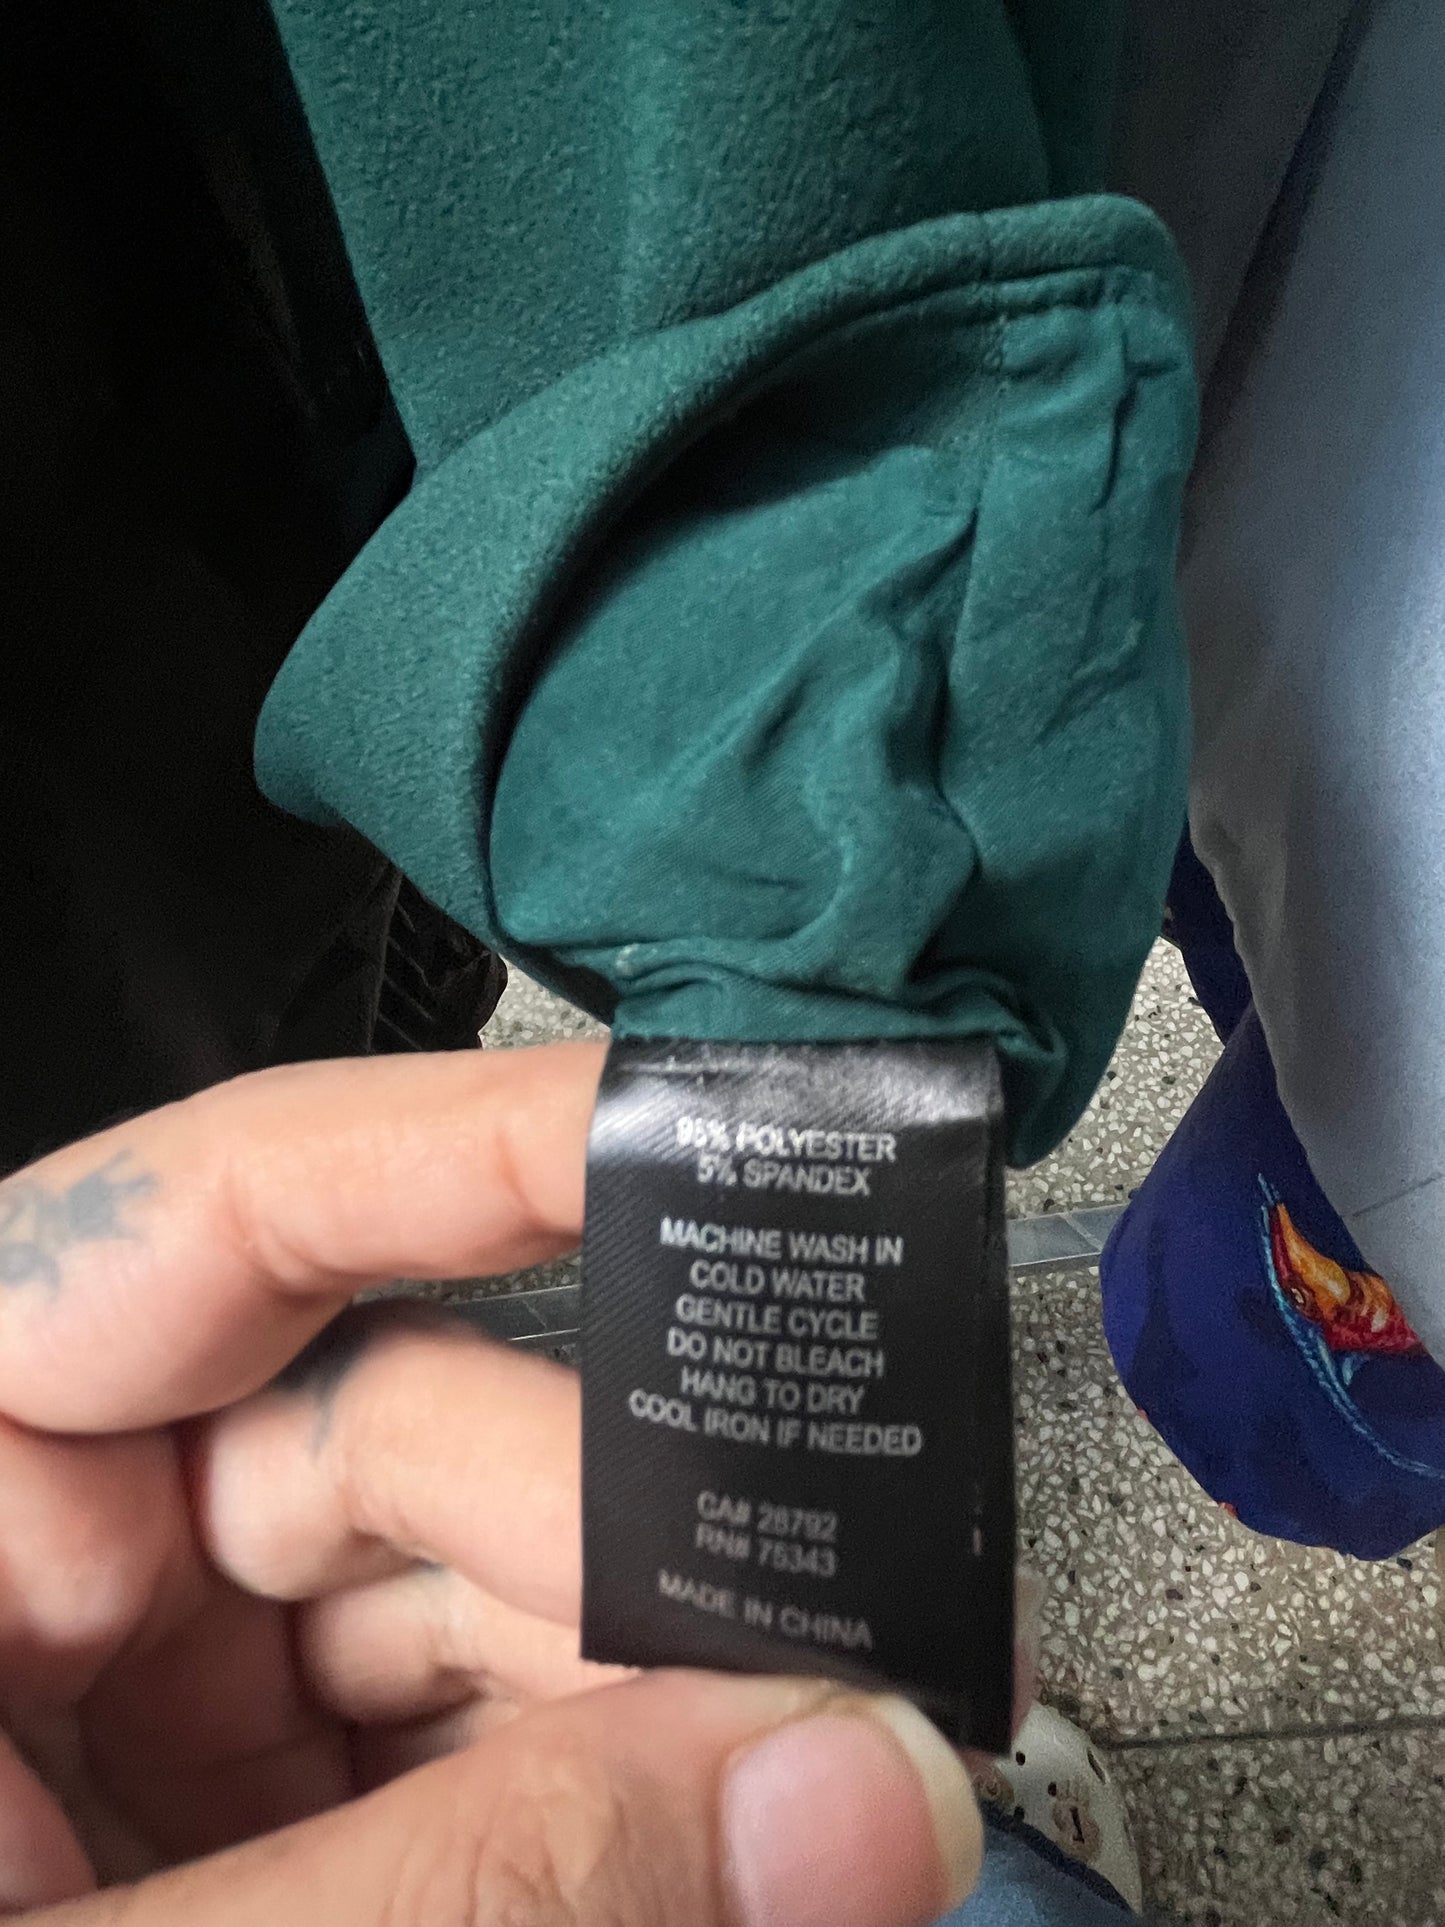 95% POLYESTER
5% SPANDEX
MACHINE WASH IN
COLD WATER
GENTLE CYCLE
DO NOT BLEACH
HANG TO DRY
COOL IRON IF NEEDED
CA# 26792
RN# 75343
MADE IN CHINA